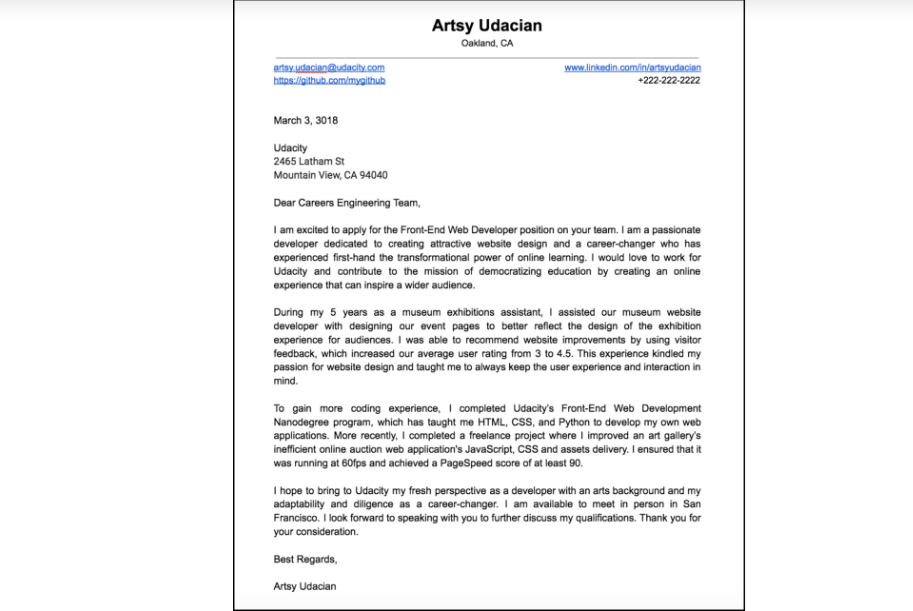 Artsy Udacian
Oakland, CA
artsy.udacian@udacity.com www.linkedin.com/in/artsyudacian
https://github.com/mygithub +222-222-2222
March 3, 3018
Udacity
2465 Latham St
Mountain View, CA 94040
Dear Careers Engineering Team,
I am excited to apply for the Front-End Web Developer position on your team. I am a passionate
developer dedicated to creating attractive website design and a career-changer who has
experienced first-hand the transformational power of online learning. I would love to work for
Udacity and contribute to the mission of democratizing education by creating an online
experience that can inspire a wider audience.
During my 5 years as a museum exhibitions assistant, I assisted our museum website
developer with designing our event pages to better reflect the design of the exhibition
experience for audiences. I was able to recommend website improvements by using visitor
feedback, which increased our average user rating from 3 to 4.5. This experience kindled my
passion for website design and taught me to always keep the user experience and interaction in
mind.
To gain more coding experience, I completed Udacity's Front-End Web Development
Nanodegree program, which has taught me HTML, CSS, and Python to develop my own web
applications. More recently, I completed a freelance project where I improved an art gallery's
inefficient online auction web application's JavaScript, CSS and assets delivery. I ensured that it
was running at 60fps and achieved a PageSpeed score of at least 90.
I hope to bring to Udacity my fresh perspective as a developer with an arts background and my
adaptability and diligence as a career-changer. I am available to meet in person in San
Francisco. I look forward to speaking with you to further discuss my qualifications. Thank you for
your consideration.
Best Regards,
Artsy Udacian